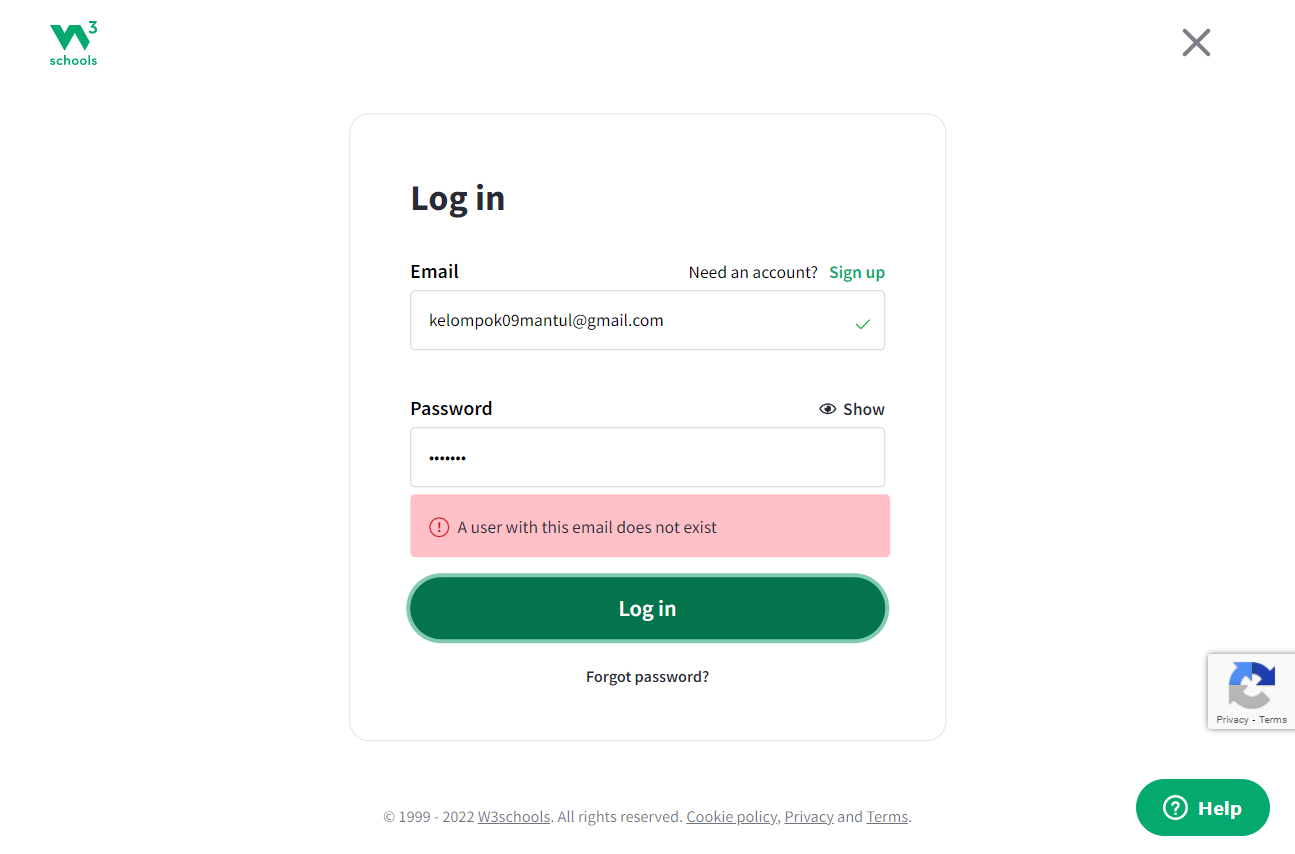 W3
schools
Log in
Email
Need an account? Sign up
kelompok09mantul@gmail.com
Password
Show
•••••••
A user with this email does not exist
Log in
Forgot password?
Privacy - Terms
Help
© 1999 - 2022 W3schools. All rights reserved. Cookie policy, Privacy and Terms.